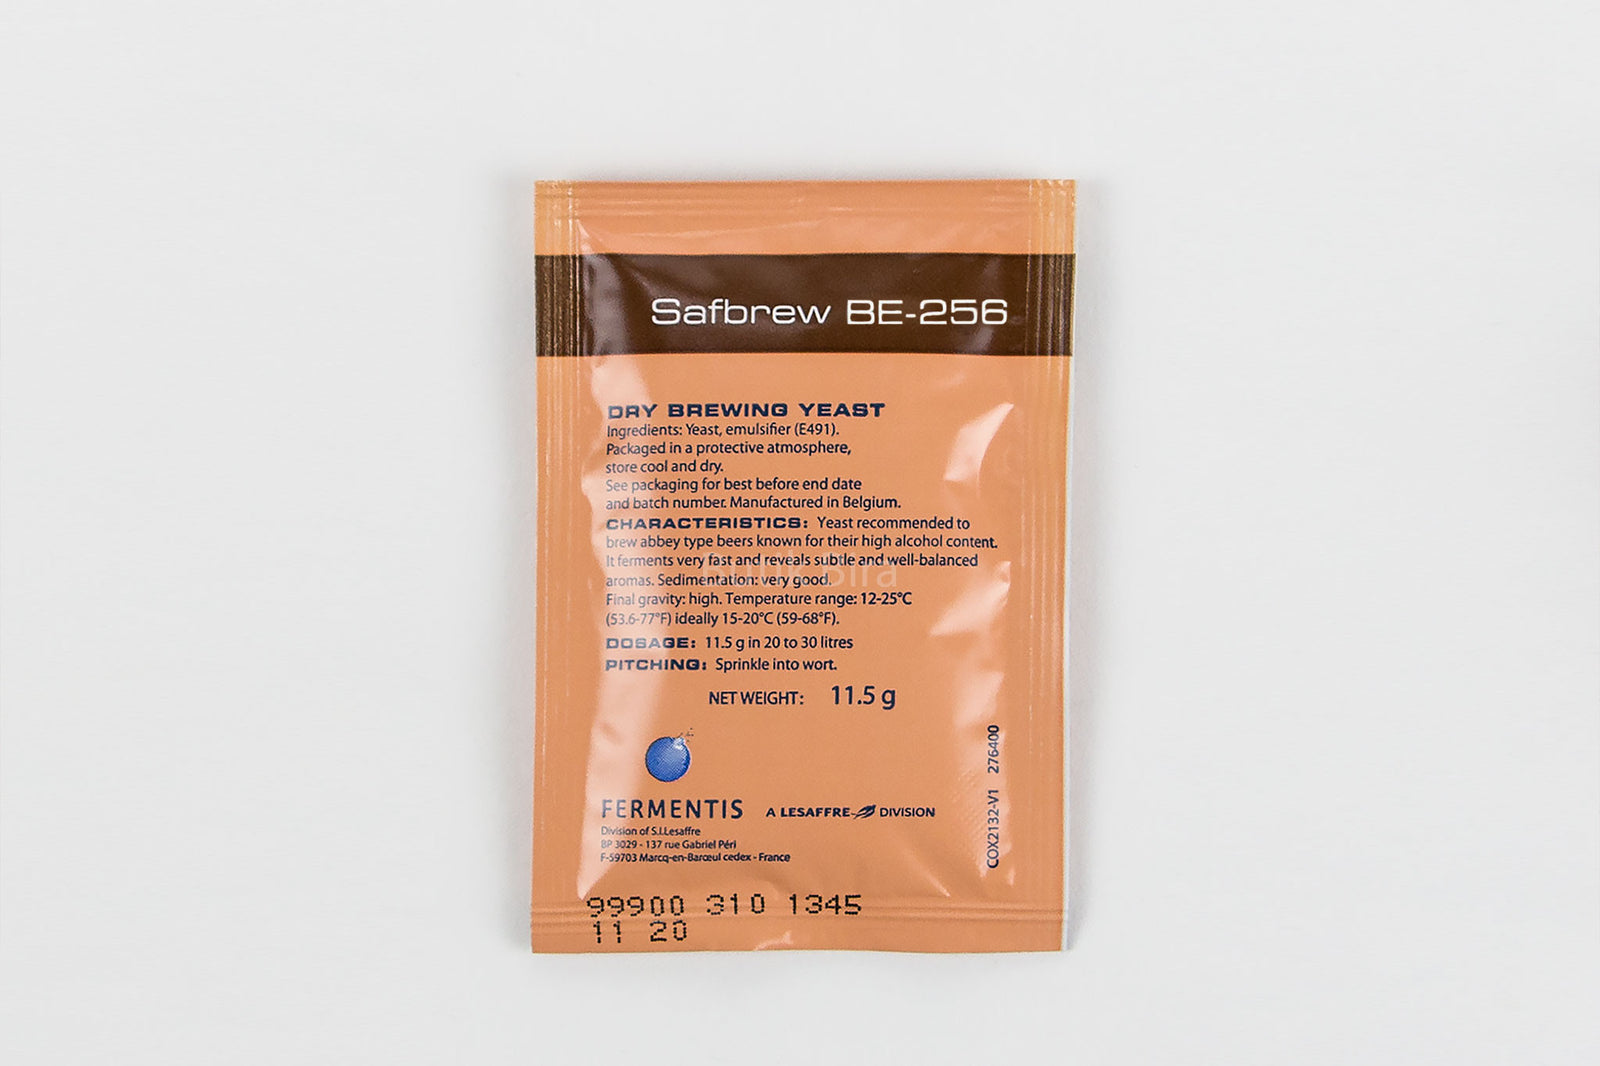 Safbrew BE-256
DRY BREWING YEAST
Ingredients: Yeast, emulsifier (E491).
Packaged in a protective atmosphere,
store cool and dry.
See packaging for best before end date
and batch number. Manufactured in Belgium.
CHARACTERISTICS: Yeast recommended to
brew abbey type beers known for their high alcohol content.
It ferments very fast and reveals subtle and well-balanced
Butik Bira
aromas. Sedimentation: very good.
Final gravity: high. Temperature range: 12-25°C
(53.6-77°F) ideally 15-20°C (59-68°F).
DOSAGE: 11.5 g in 20 to 30 litres
PITCHING: Sprinkle into wort.
NET WEIGHT: 11.5 g
COX2132-V1 276400
FERMENTIS A LESAFFRE DIVISION
Division of S.I.Lesaffre
BP 3029 - 137 rue Gabriel Péri
F-59703 Marcq-en-Barœul cedex - France
99900 310 1345
11 20